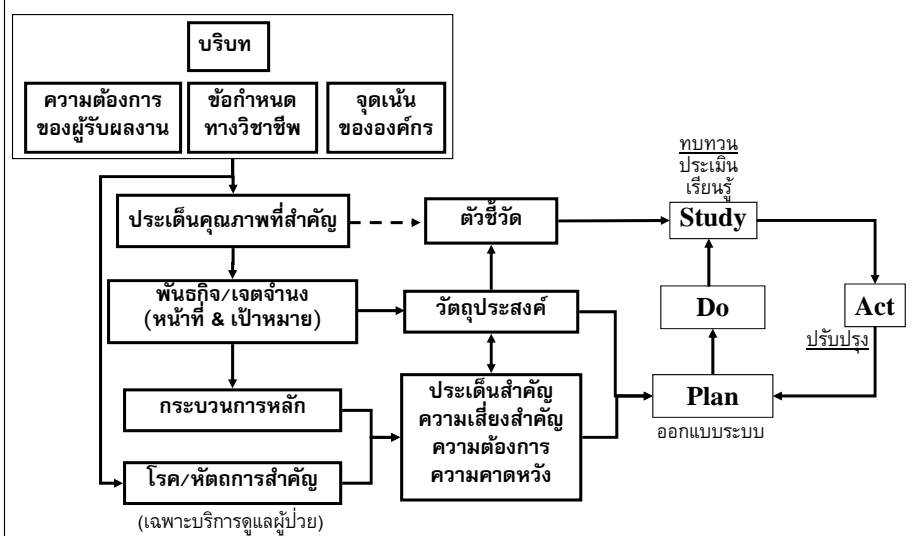 บริบท
ความต้องการ
ของผู้รับผลงาน
ข้อกำหนด
ทางวิชาชีพ
จุดเน้น
ขององค์กร
ประเด็นคุณภาพที่สำคัญ
ตัวชี้วัด
ทบทวน
ประเมิน
เรียนรู้
Study
พันธกิจ/เจตจำนง
(หน้าที่ & เป้าหมาย)
วัตถุประสงค์
Do
Act
ปรับปรุง
กระบวนการหลัก
ประเด็นสำคัญ
ความเสี่ยงสำคัญ
ความต้องการ
ความคาดหวัง
Plan
ออกแบบระบบ
โรค/หัตถการสำคัญ
(เฉพาะบริการดูแลผู้ป่วย)